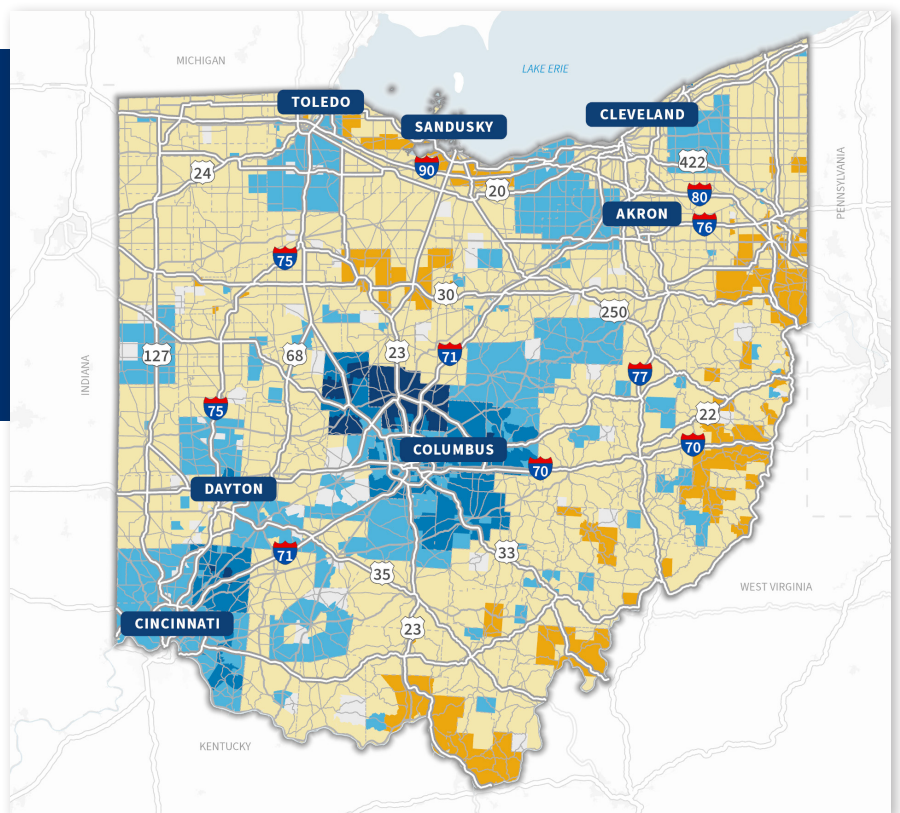 MICHIGAN
LAKE ERIE
TOLEDO
CLEVELAND
SANDUSKY
422
24
90
20
80
PENNSYLVANIA
AKRON
76
75
30
250
127
68
23
71
77
INDIANA
75
22
COLUMBUS
70
70
DAYTON
71
33
35
WEST VIRGINIA
CINCINNATI
23
KENTUCKY